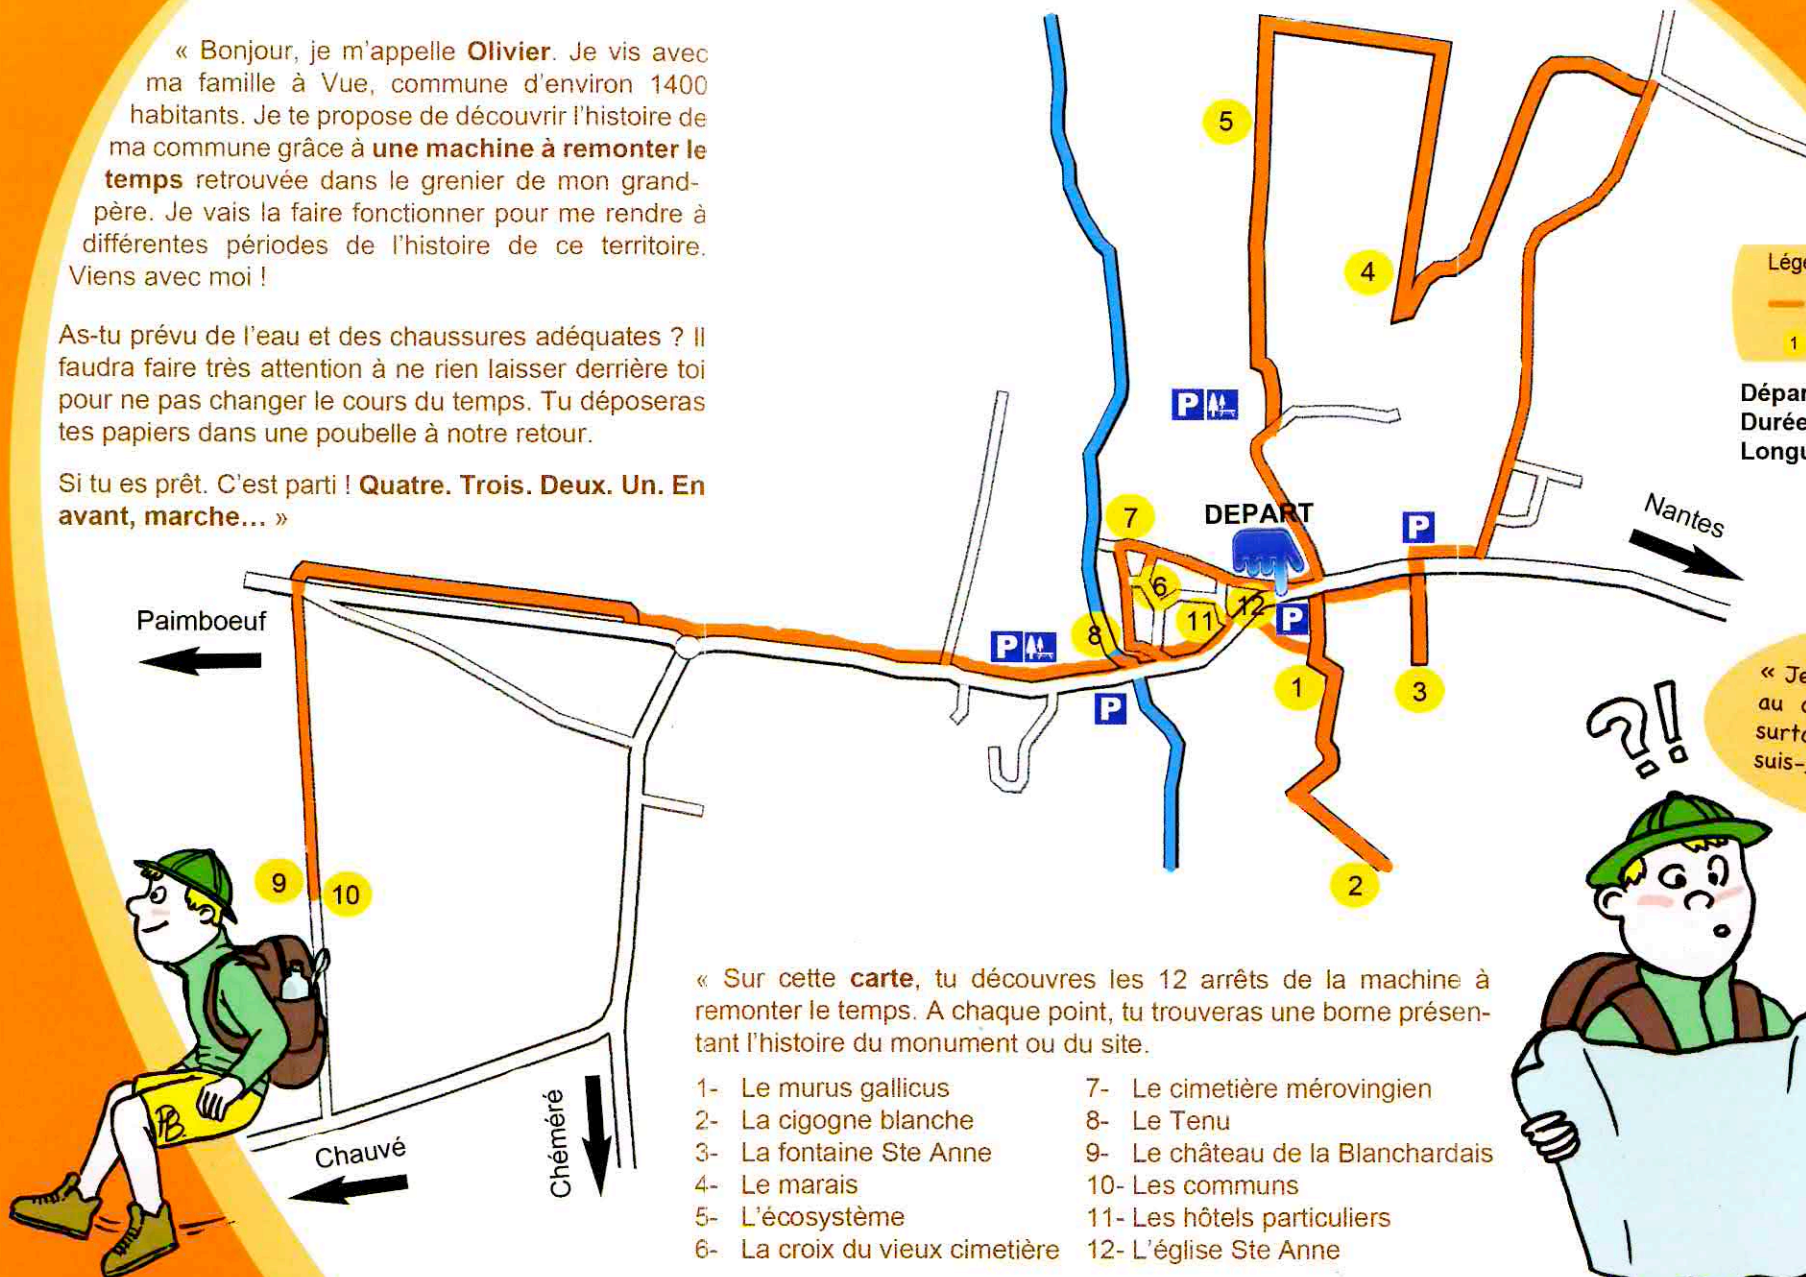 « Bonjour, je m'appelle Olivier. Je vis avec
ma famille à Vue, commune d'environ 1400
habitants. Je te propose de découvrir l'histoire de
ma commune grâce à une machine à remonter le
temps retrouvée dans le grenier de mon grand-
père. Je vais la faire fonctionner pour me rendre à
différentes périodes de l'histoire de ce territoire.
Viens avec moi !
As-tu prévu de l'eau et des chaussures adéquates ? Il
faudra faire très attention à ne rien laisser derrière toi
pour ne pas changer le cours du temps. Tu déposeras
tes papiers dans une poubelle à notre retour.
Si tu es prêt. C'est parti ! Quatre. Trois. Deux. Un. En
avant, marche... »
5
4
P
7
DEPART
P
Nantes
6
12
11
P
8
P
P
1
3
2
Paimboeuf
9
10
Chauvé
Chéméré
PB.
Lége
1
Dépar
Durée
Longu
?!
« Je
au
surto
suis-
« Sur cette carte, tu découvres les 12 arrêts de la machine à
remonter le temps. A chaque point, tu trouveras une borne présen-
tant l'histoire du monument ou du site.
1- Le murus gallicus
2- La cigogne blanche
3- La fontaine Ste Anne
4- Le marais
5- L'écosystème
6- La croix du vieux cimetière
7- Le cimetière mérovingien
8- Le Tenu
9- Le château de la Blanchardais
10- Les communs
11- Les hôtels particuliers
12- L'église Ste Anne